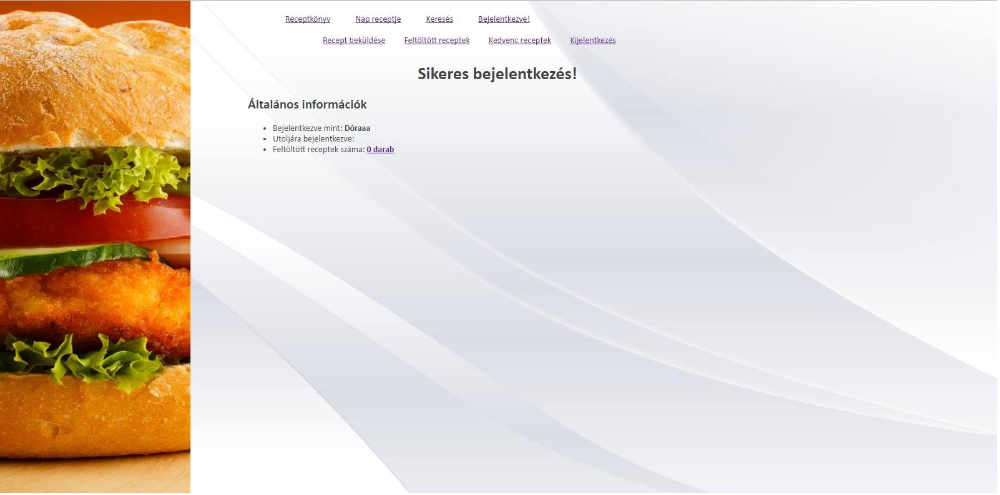 Receptkönyv Nap receptje Keresés Bejelentkezve!
Recept beküldése Feltöltött receptek Kedvenc receptek Kijelentkezés
Sikeres bejelentkezés!
Általános információk
• Bejelentkezve mint: Dóraaa
• Utoljára bejelentkezve:
• Feltöltött receptek száma: 0 darab